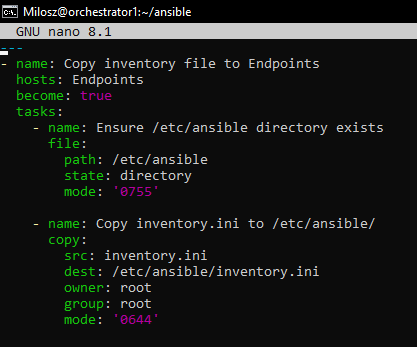 Milosz@orchestrator1:~/ansible
GNU nano 8.1
---
- name: Copy inventory file to Endpoints
  hosts: Endpoints
  become: true
  tasks:
    - name: Ensure /etc/ansible directory exists
      file:
        path: /etc/ansible
        state: directory
        mode: '0755'

    - name: Copy inventory.ini to /etc/ansible/
      copy:
        src: inventory.ini
        dest: /etc/ansible/inventory.ini
        owner: root
        group: root
        mode: '0644'